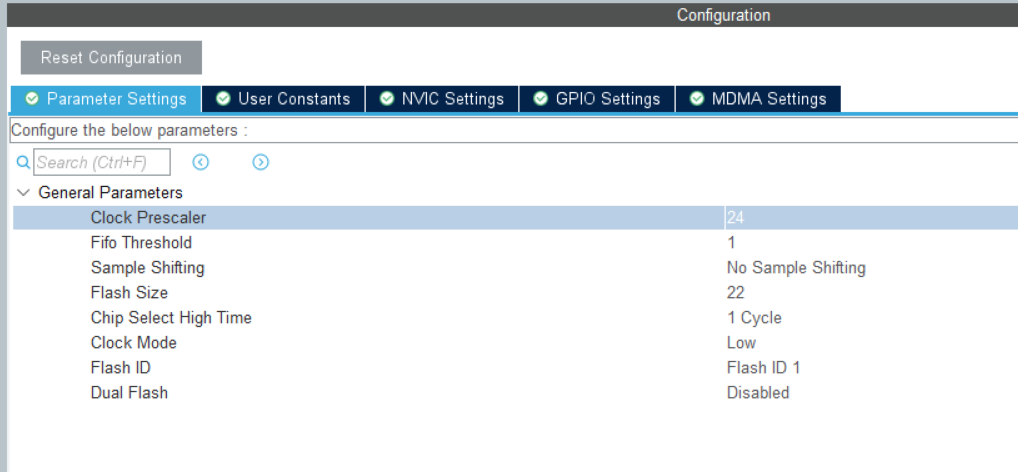 Configuration
Reset Configuration
Parameter Settings User Constants NVIC Settings GPIO Settings MDMA Settings
Configure the below parameters :
Search (Ctrl+F)
General Parameters
Clock Prescaler 24
Fifo Threshold 1
Sample Shifting No Sample Shifting
Flash Size 22
Chip Select High Time 1 Cycle
Clock Mode Low
Flash ID Flash ID 1
Dual Flash Disabled